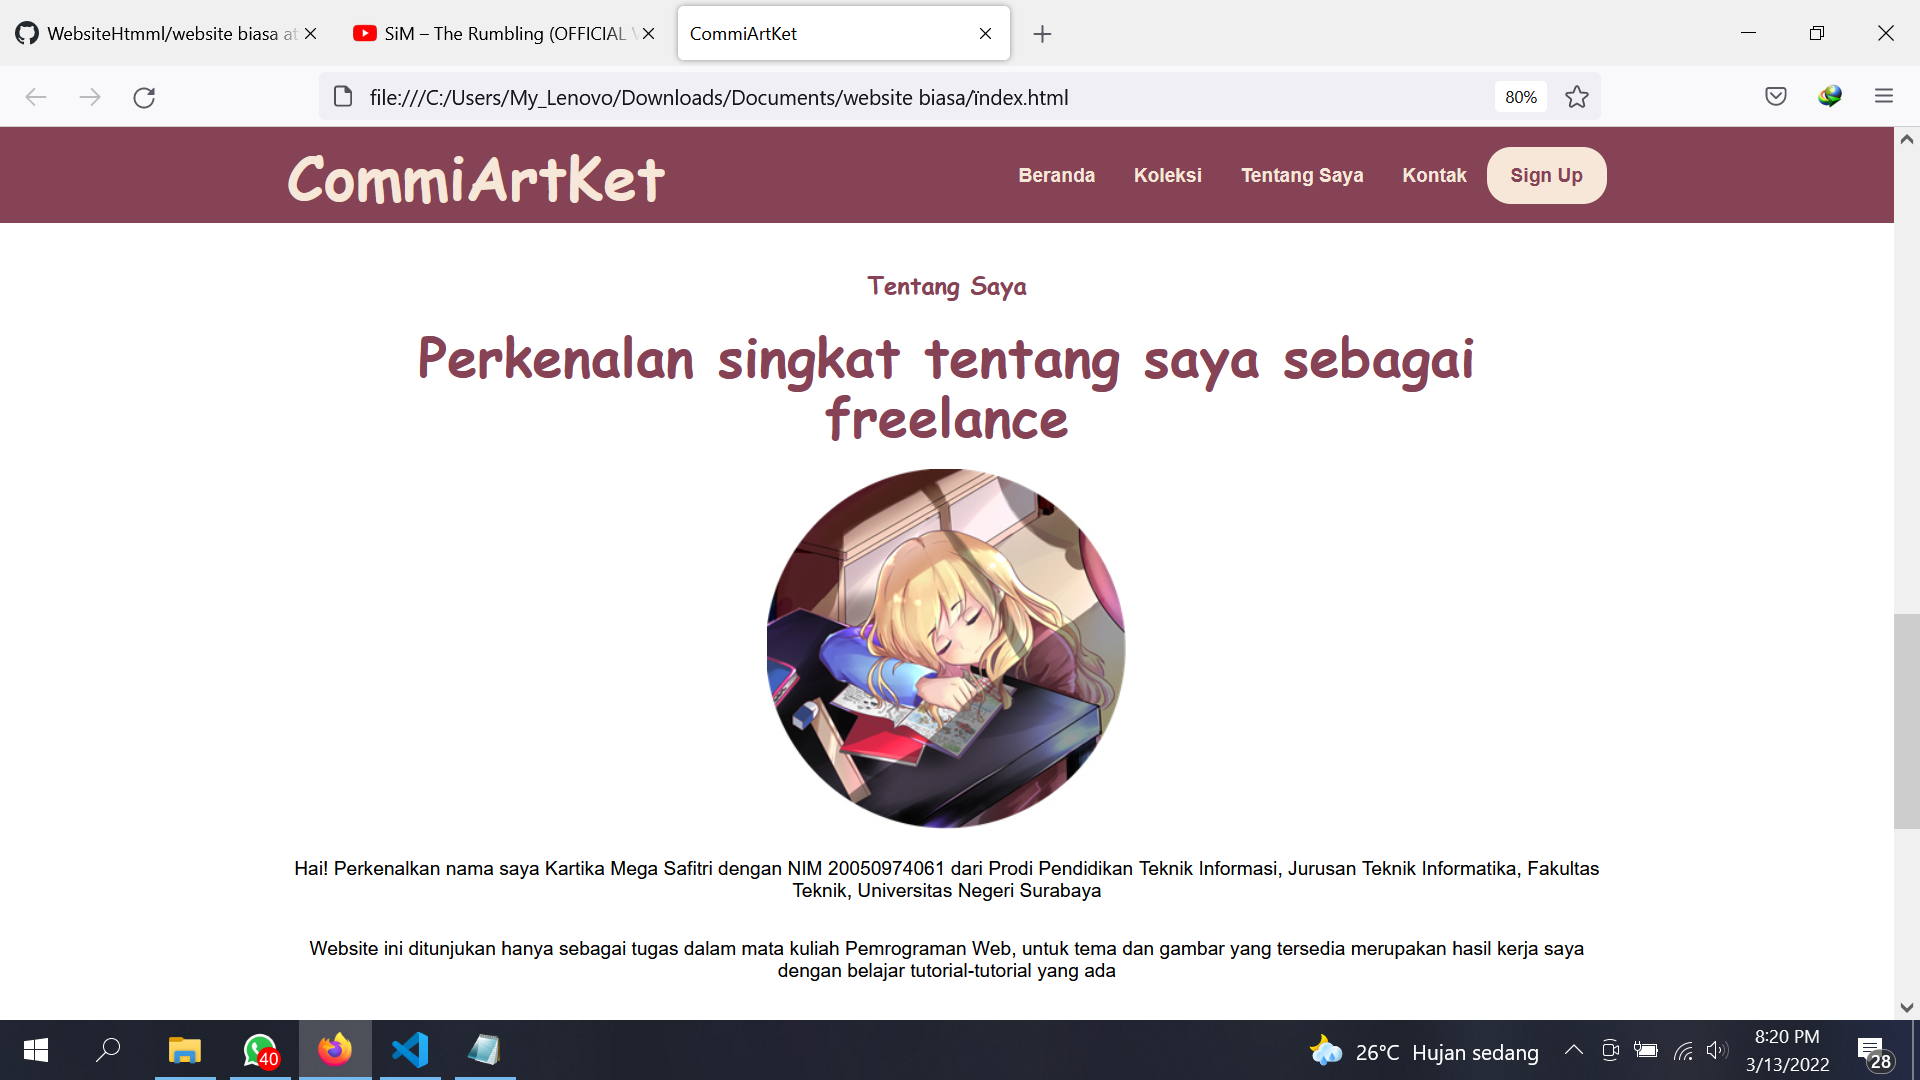 WebsiteHtmml/website biasa at
SiM – The Rumbling (OFFICIAL
CommiArtKet
file:///C:/Users/My_Lenovo/Downloads/Documents/website biasa/ïndex.html
80%
CommiArtKet
Beranda
Koleksi
Tentang Saya
Kontak
Sign Up
Tentang Saya
Perkenalan singkat tentang saya sebagai
freelance
Hai! Perkenalkan nama saya Kartika Mega Safitri dengan NIM 20050974061 dari Prodi Pendidikan Teknik Informasi, Jurusan Teknik Informatika, Fakultas
Teknik, Universitas Negeri Surabaya
Website ini ditunjukan hanya sebagai tugas dalam mata kuliah Pemrograman Web, untuk tema dan gambar yang tersedia merupakan hasil kerja saya
dengan belajar tutorial-tutorial yang ada
40
26°C Hujan sedang
8:20 PM
3/13/2022
28